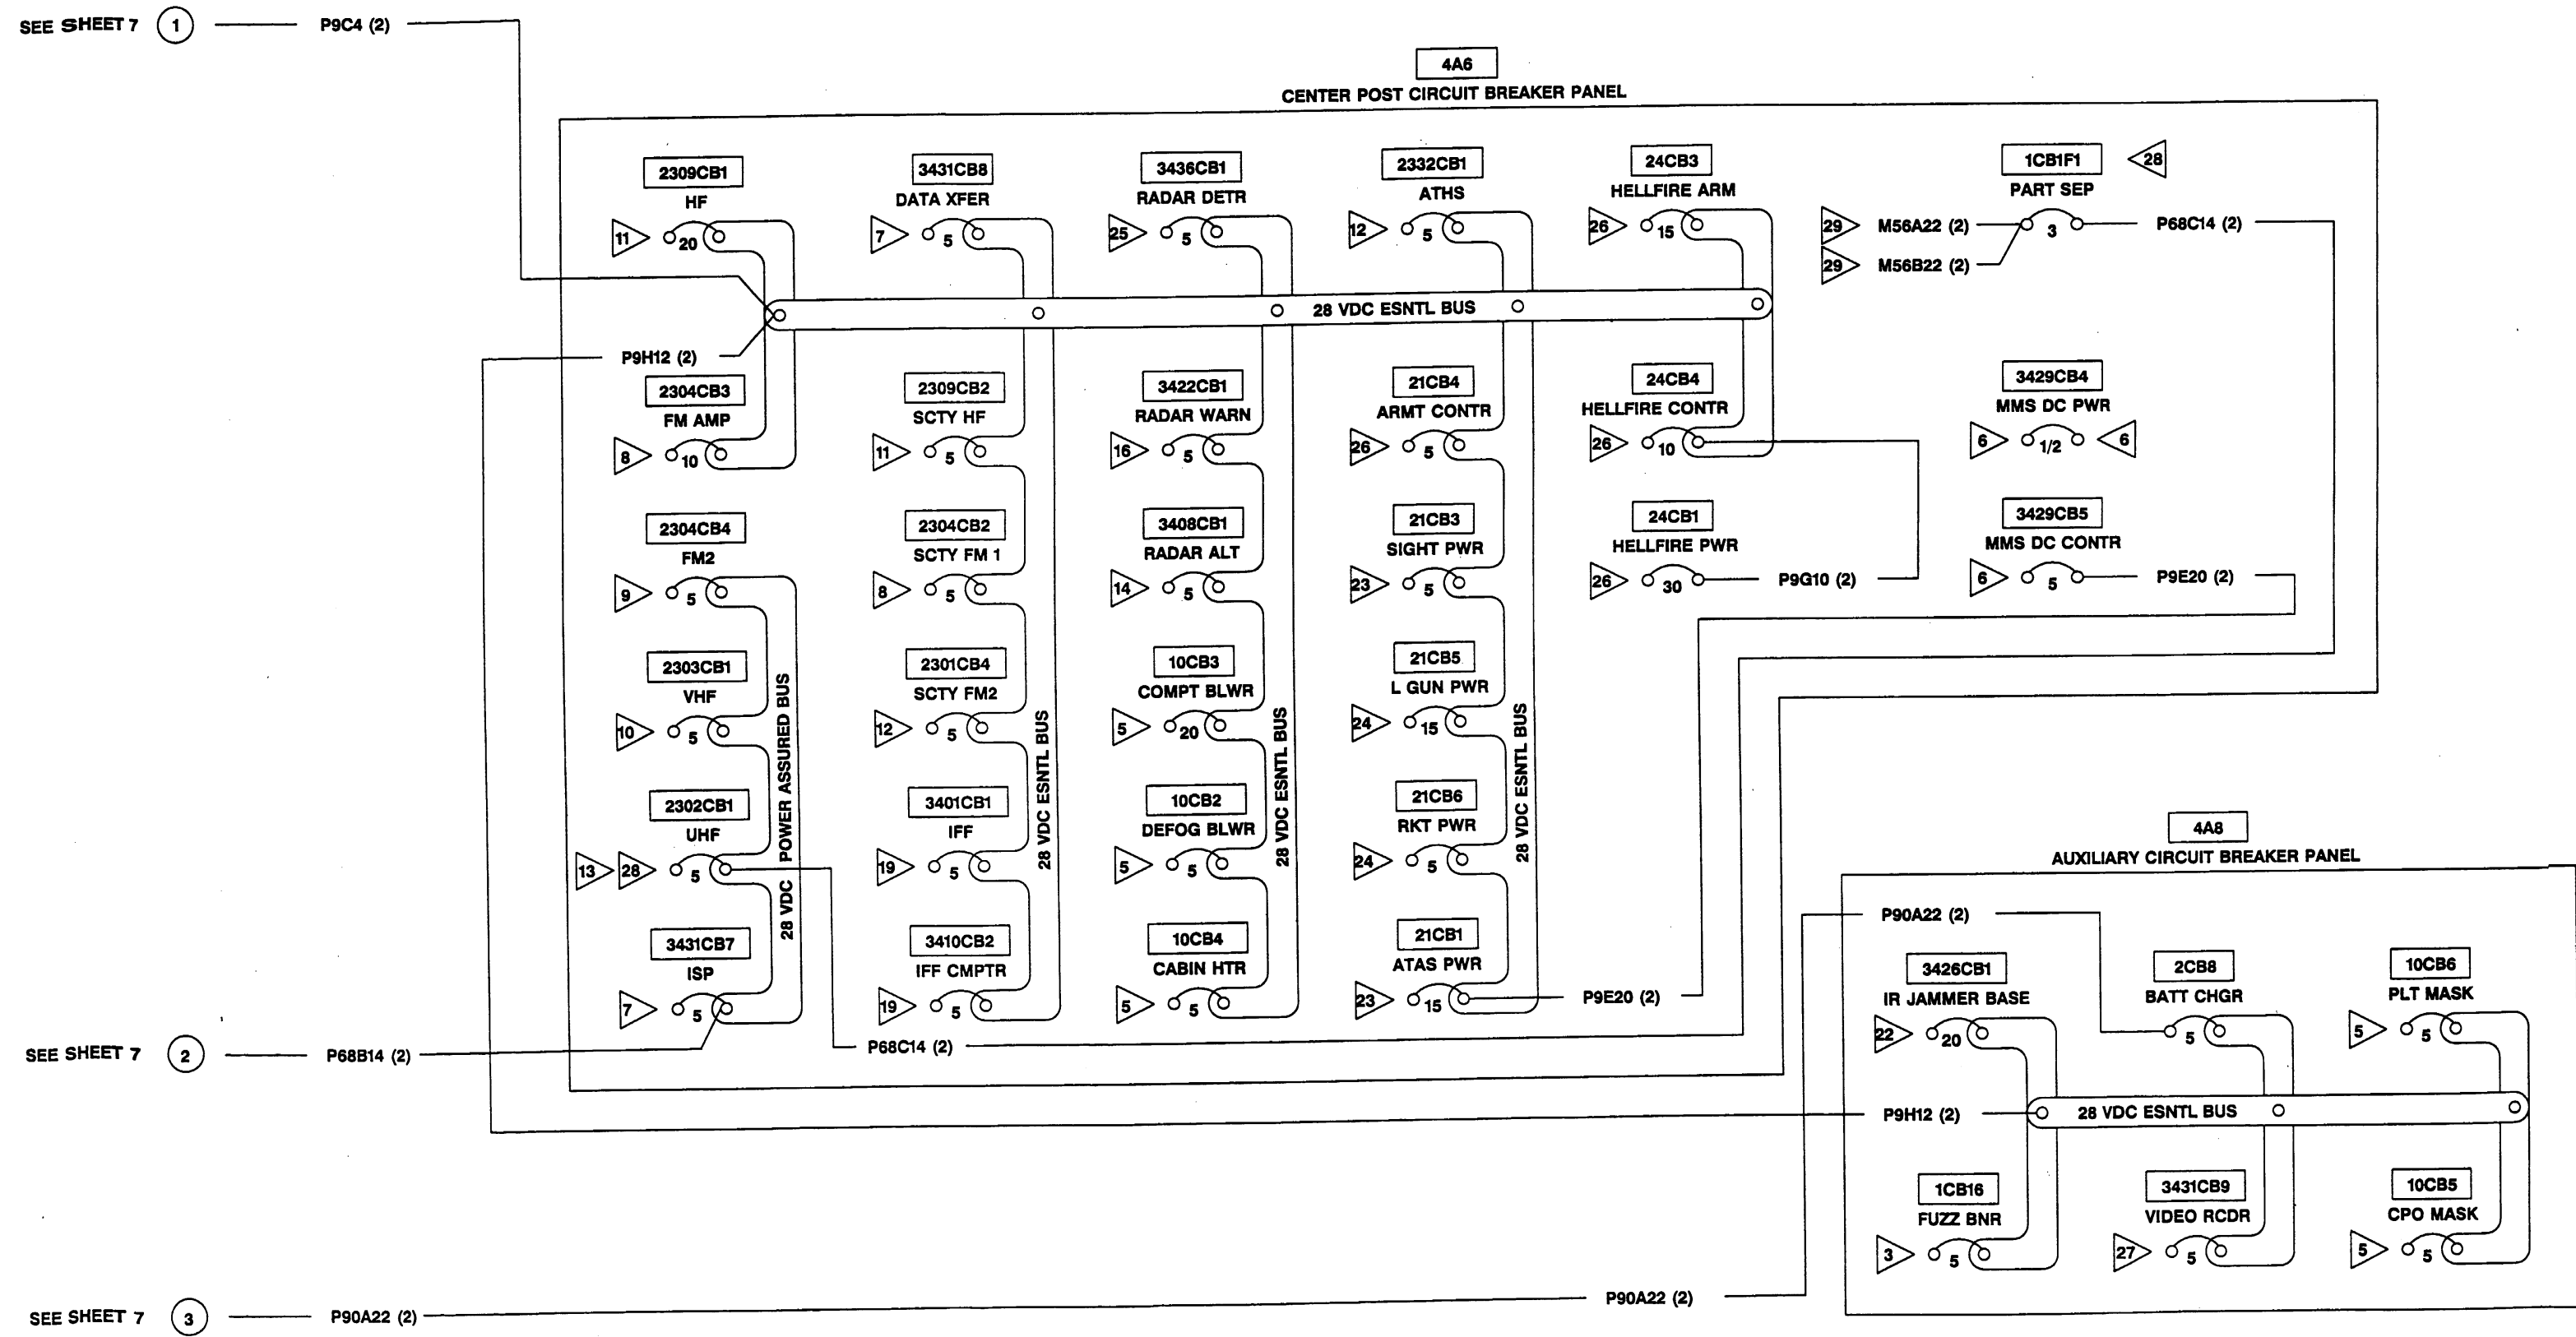 SEE SHEET 7 1 P9C4 (2)
4A6
CENTER POST CIRCUIT BREAKER PANEL
2309CB1
HF
11 20
3431CB8
DATA XFER
7 5
3436CB1
RADAR DETR
25 5
2332CB1
ATHS
12 5
24CB3
HELLFIRE ARM
26 15
1CB1F1 28
PART SEP
29 M56A22 (2) 3 P68C14 (2)
29 M56B22 (2)
28 VDC ESNTL BUS
P9H12 (2)
2304CB3
FM AMP
8 10
2309CB2
SCTY HF
11 5
3422CB1
RADAR WARN
16 5
21CB4
ARMT CONTR
26 5
24CB4
HELLFIRE CONTR
26 10
3429CB4
MMS DC PWR
6 1/2 6
2304CB4
FM2
9 5
2304CB2
SCTY FM 1
8 5
3408CB1
RADAR ALT
14 5
21CB3
SIGHT PWR
23 5
24CB1
HELLFIRE PWR
26 30 P9G10 (2)
3429CB5
MMS DC CONTR
6 5 P9E20 (2)
2303CB1
VHF
10 5
2301CB4
SCTY FM2
12 5
10CB3
COMPT BLWR
5 20
21CB5
L GUN PWR
24 15
28 VDC POWER ASSURED BUS
28 VDC ESNTL BUS
28 VDC ESNTL BUS
28 VDC ESNTL BUS
2302CB1
UHF
13 28 5
3401CB1
IFF
19 5
10CB2
DEFOG BLWR
5 5
21CB6
RKT PWR
24 5
3431CB7
ISP
7 5
3410CB2
IFF CMPTR
19 5
10CB4
CABIN HTR
5 5
21CB1
ATAS PWR
23 15 P9E20 (2)
SEE SHEET 7 2 P68B14 (2)
P68C14 (2)
4A8
AUXILIARY CIRCUIT BREAKER PANEL
P90A22 (2)
3426CB1
IR JAMMER BASE
22 20
2CB8
BATT CHGR
5
10CB6
PLT MASK
5 5
P9H12 (2) 28 VDC ESNTL BUS
1CB16
FUZZ BNR
3 5
3431CB9
VIDEO RCDR
27 5
10CB5
CPO MASK
5 5
SEE SHEET 7 3 P90A22 (2) P90A22 (2)